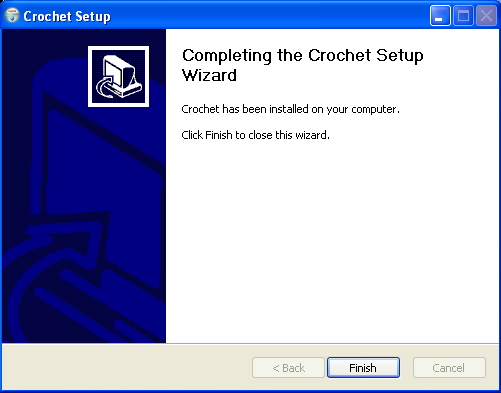 Crochet Setup
Completing the Crochet Setup
Wizard
Crochet has been installed on your computer.
Click Finish to close this wizard.
< Back
Finish
Cancel